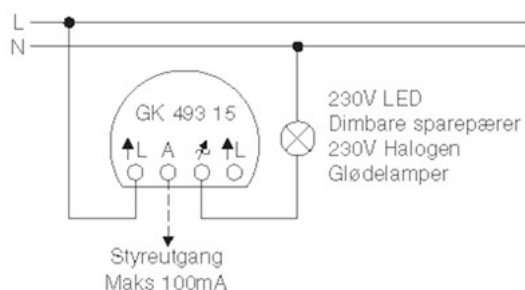 L
N
GK 493 15
L A L
230V LED
Dimbare sparepærer
230V Halogen
Glødelamper
Styreutgang
Maks 100mA